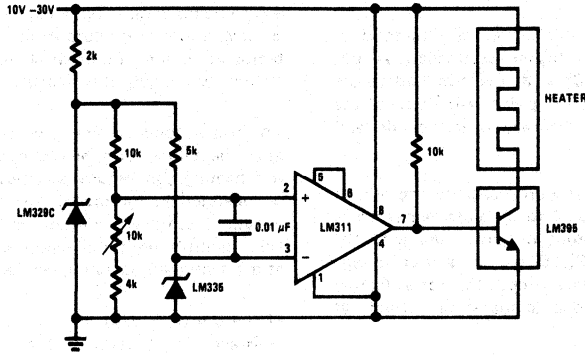 10V –30V
2k
10k
5k
10k
HEATER
LM329C
10k
4k
0.01 μF
LM335
2
3
+
−
5
6
LM311
8
7
4
1
LM395